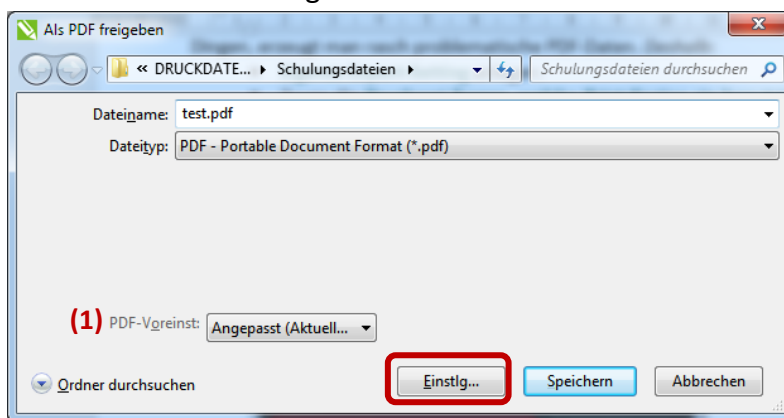 Als PDF freigeben
« DRUCKDATE... ▸ Schulungsdateien ▸
Schulungsdateien durchsuchen
Dateiname: test.pdf
Dateityp: PDF - Portable Document Format (*.pdf)
(1) PDF-Voreinst: Angepasst (Aktuell...
Ordner durchsuchen
Einstlg...
Speichern
Abbrechen